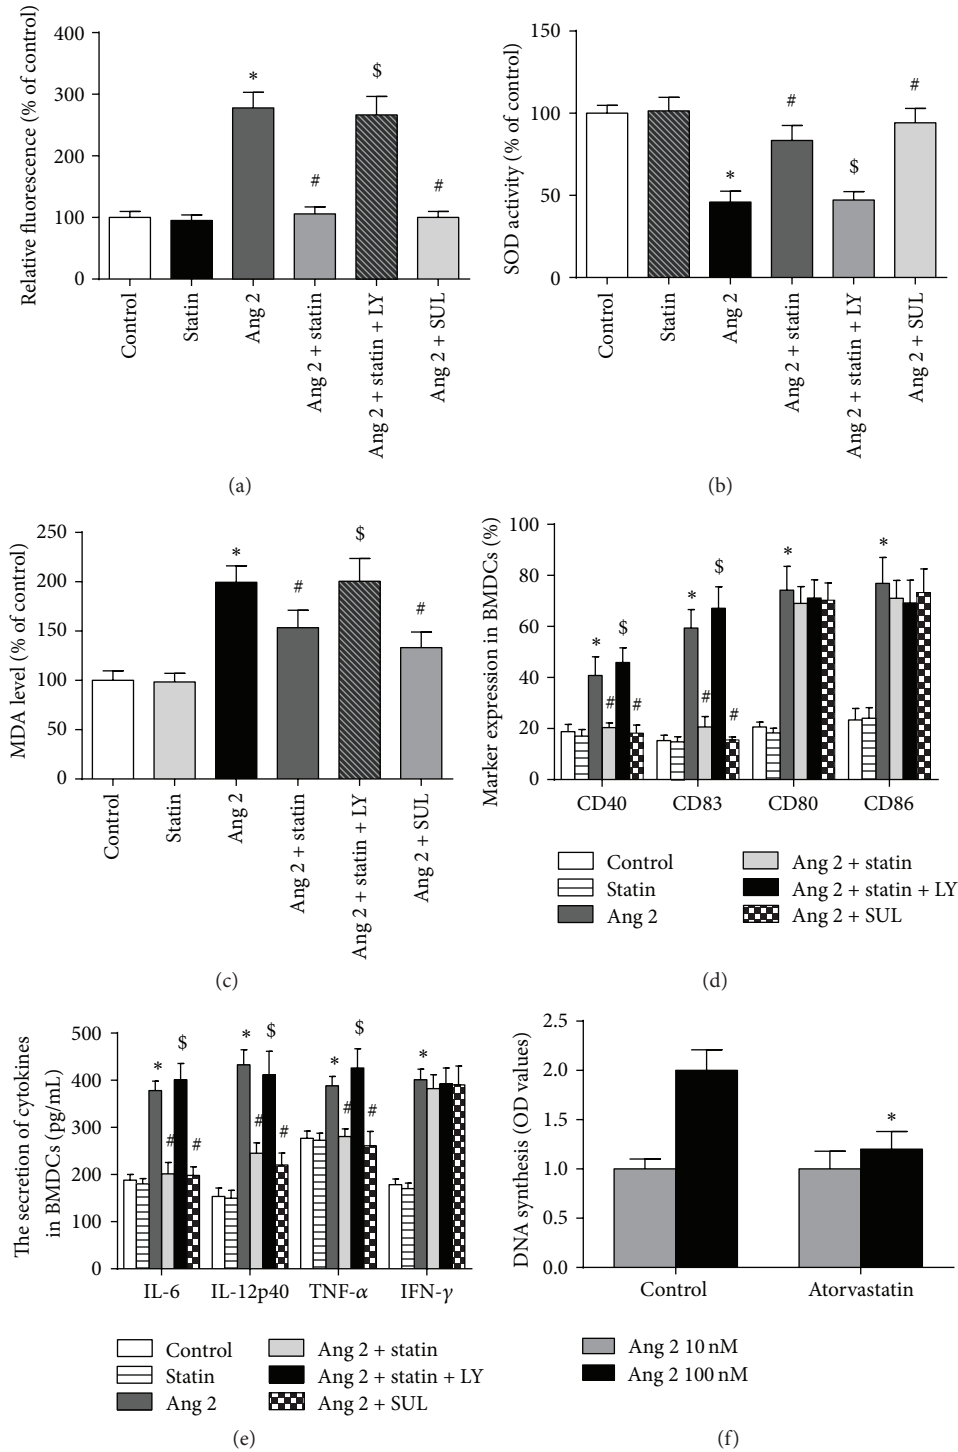 Relative fluorescence (% of control)
400
300
200
100
0
*
#
$
#
Control
Statin
Ang 2
Ang 2 + statin
Ang 2 + statin + LY
Ang 2 + SUL
(a)
SOD activity (% of control)
150
100
50
0
*
#
$
#
Control
Statin
Ang 2
Ang 2 + statin
Ang 2 + statin + LY
Ang 2 + SUL
(b)
MDA level (% of control)
250
200
150
100
50
0
*
#
$
#
Control
Statin
Ang 2
Ang 2 + statin
Ang 2 + statin + LY
Ang 2 + SUL
(c)
Marker expression in BMDCs (%)
100
80
60
40
20
0
*
#
$
#
*
#
$
#
*
*
CD40 CD83 CD80 CD86
Control
Statin
Ang 2
Ang 2 + statin
Ang 2 + statin + LY
Ang 2 + SUL
(d)
The secretion of cytokines
in BMDCs (pg/mL)
500
400
300
200
100
0
*
#
$
#
*
#
$
#
*
#
$
#
*
IL-6 IL-12p40 TNF-α IFN-γ
Control
Statin
Ang 2
Ang 2 + statin
Ang 2 + statin + LY
Ang 2 + SUL
(e)
DNA synthesis (OD values)
2.5
2.0
1.5
1.0
0.5
0.0
*
Control Atorvastatin
Ang 2 10 nM
Ang 2 100 nM
(f)